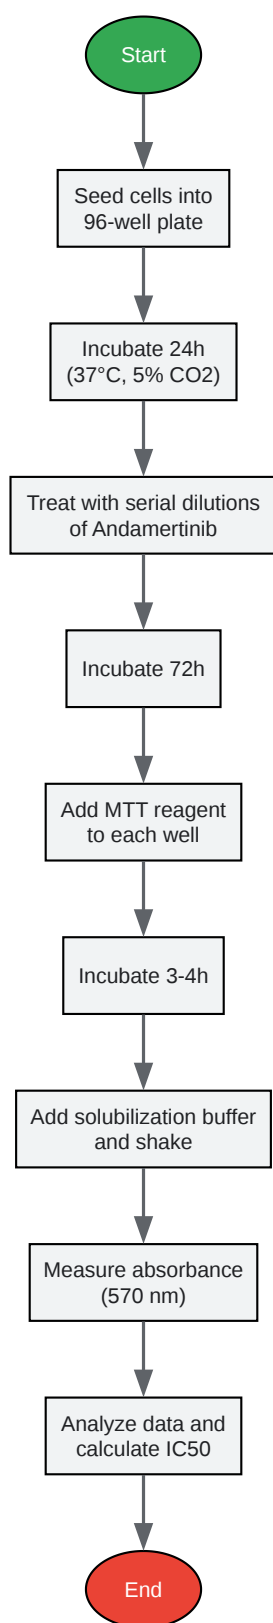 Start
Seed cells into
96-well plate
Incubate 24h
(37°C, 5% CO2)
Treat with serial dilutions
of Andamertinib
Incubate 72h
Add MTT reagent
to each well
Incubate 3-4h
Add solubilization buffer
and shake
Measure absorbance
(570 nm)
Analyze data and
calculate IC50
End